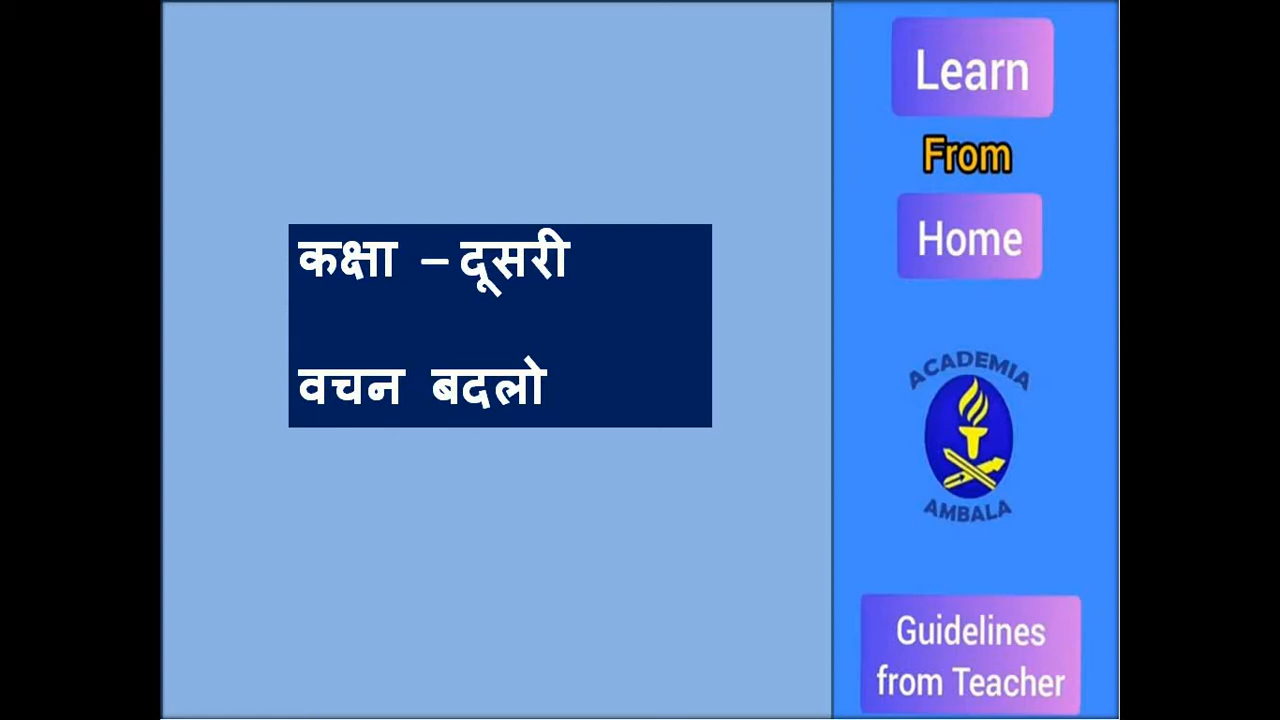 कक्षा – दूसरी
वचन बदलो
Learn
From
Home
ACADEMIA
AMBALA
Guidelines
from Teacher